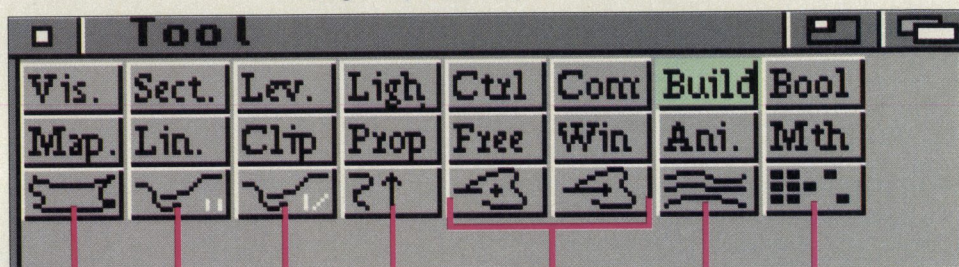 Tool
Vis. Sect. Lev. Ligh Ctrl Com Build Bool
Map. Lin. Clip Prop Free Win Ani. Mth